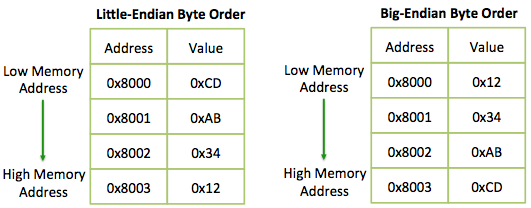 Little-Endian Byte Order
Address Value
Low Memory
Address
0x8000 0xCD
0x8001 0xAB
0x8002 0x34
High Memory
Address
0x8003 0x12
Big-Endian Byte Order
Address Value
Low Memory
Address
0x8000 0x12
0x8001 0x34
0x8002 0xAB
High Memory
Address
0x8003 0xCD